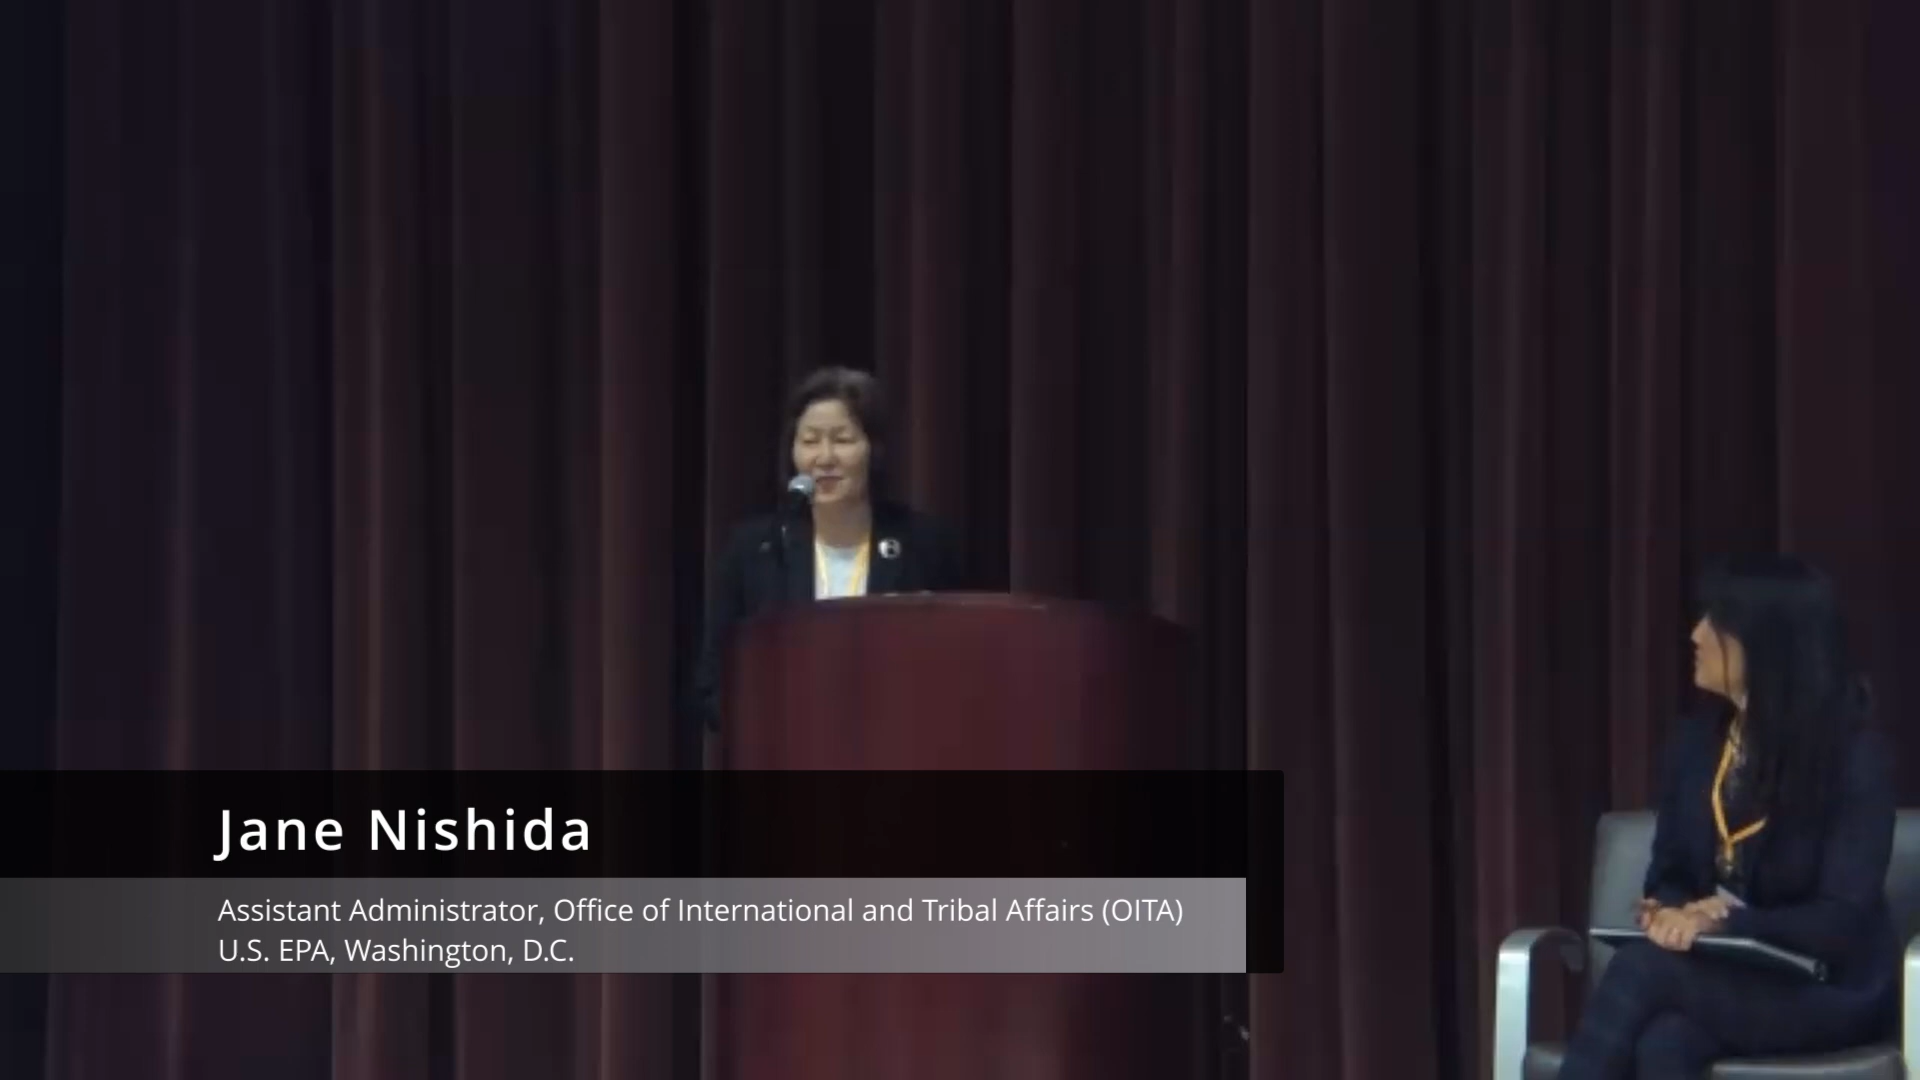 Jane Nishida
Assistant Administrator, Office of International and Tribal Affairs (OITA)
U.S. EPA, Washington, D.C.